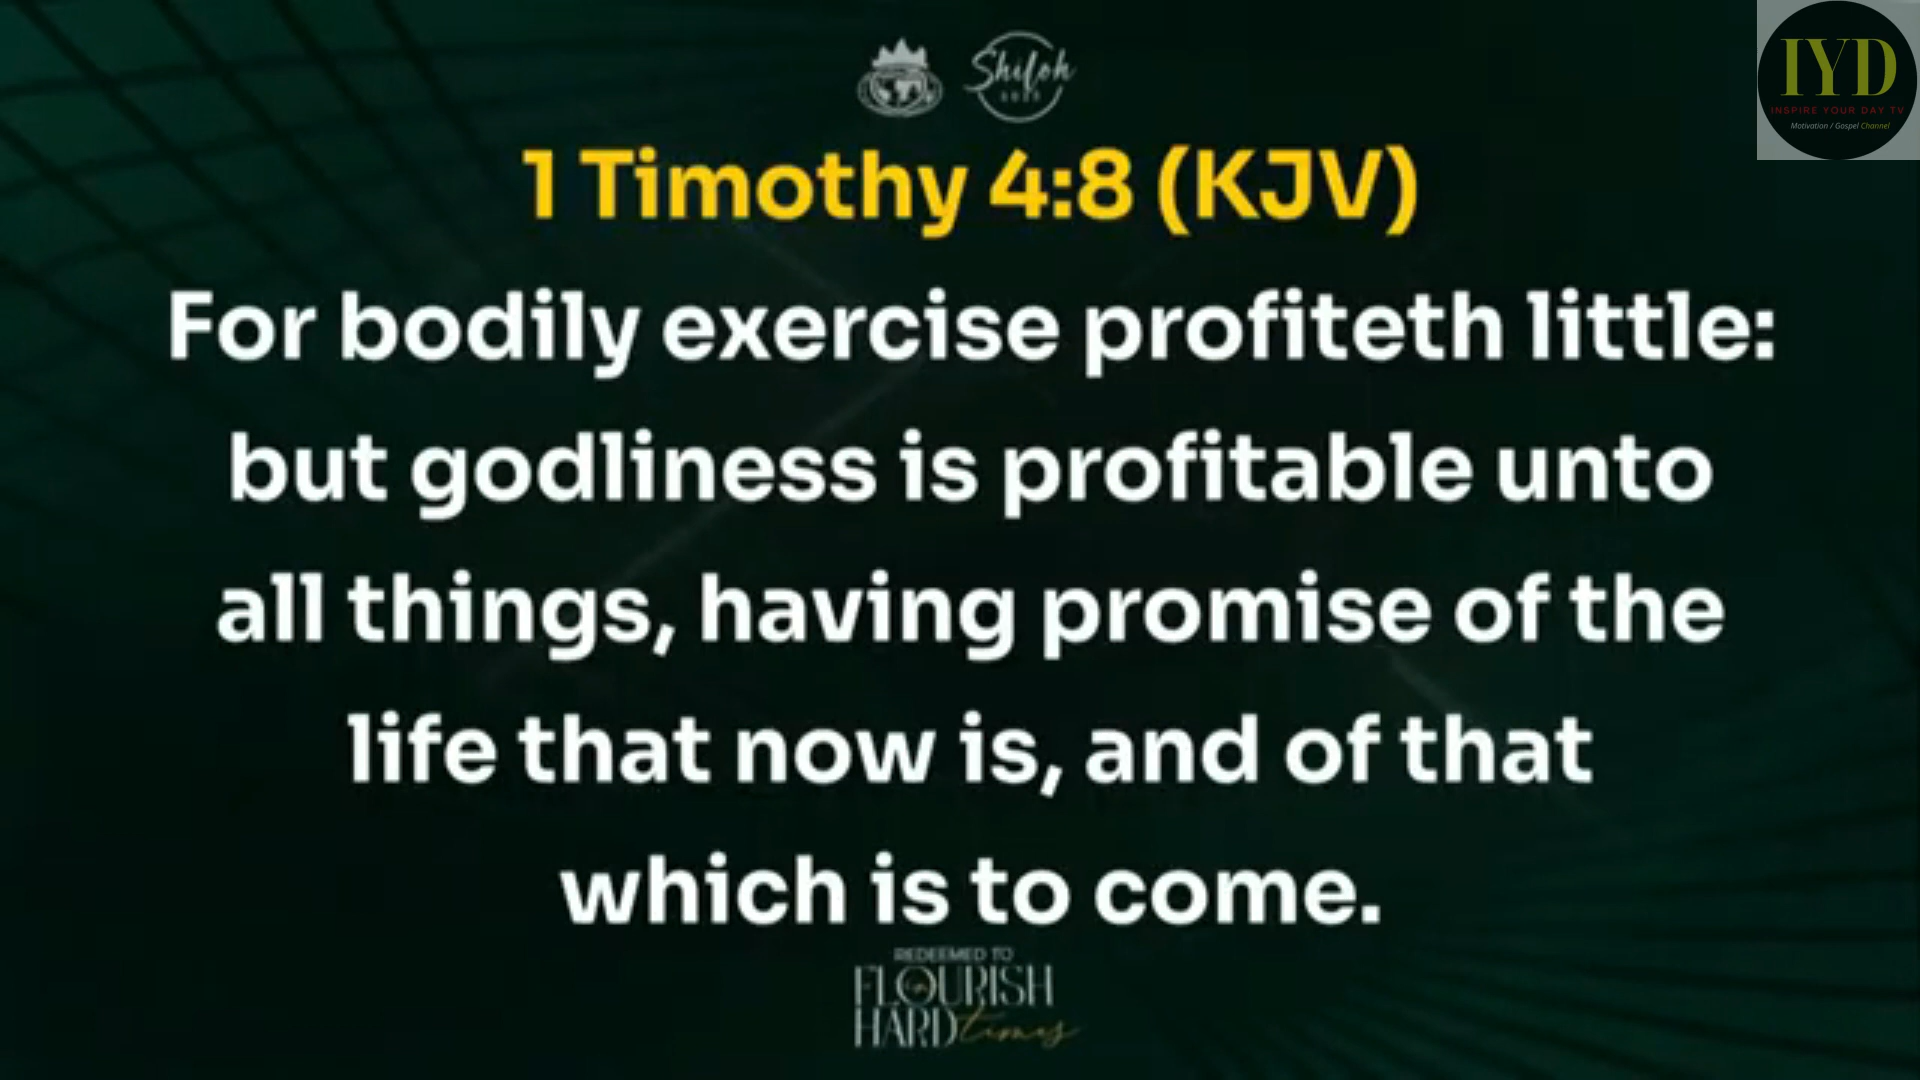 Shiloh
IYD
INSPIRE YOUR DAY TV
Motivation / Gospel Channel
1 Timothy 4:8 (KJV)
For bodily exercise profiteth little:
but godliness is profitable unto
all things, having promise of the
life that now is, and of that
which is to come.
REDEEMED TO
FLOURISH
in
HARD times